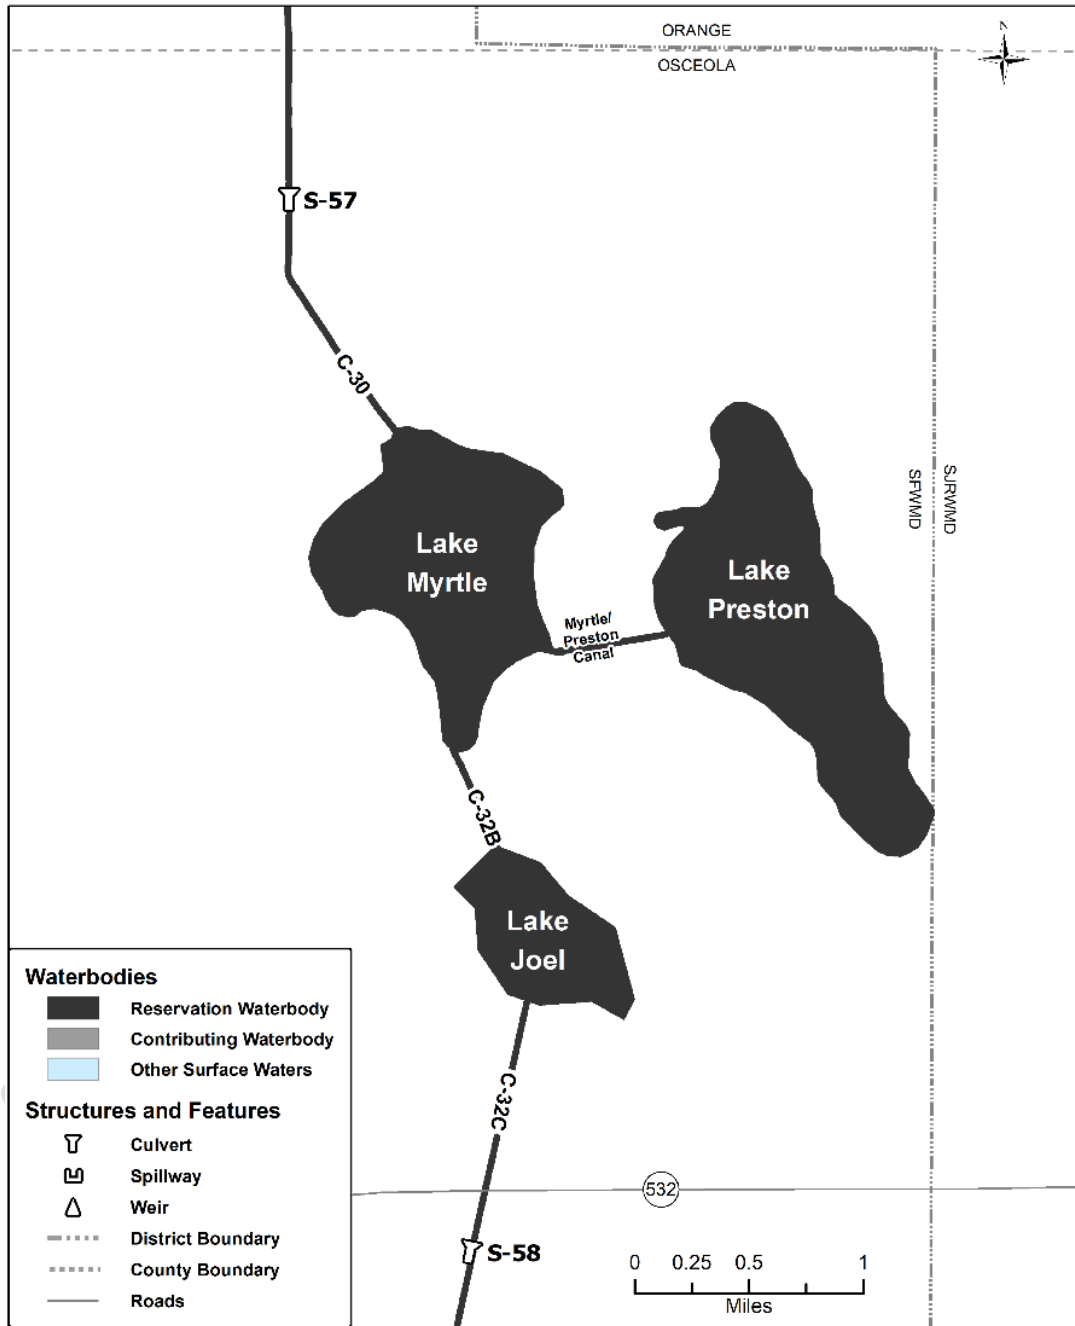 ORANGE
OSCEOLA
N
S-57
C-30
SFWMD
SJRWMD
Lake
Myrtle
Lake
Preston
Myrtle/
Preston
Canal
C-32B
Lake
Joel
C-32C
532
S-58
Waterbodies
Reservation Waterbody
Contributing Waterbody
Other Surface Waters
Structures and Features
Culvert
Spillway
Weir
District Boundary
County Boundary
Roads
0 0.25 0.5 1
Miles